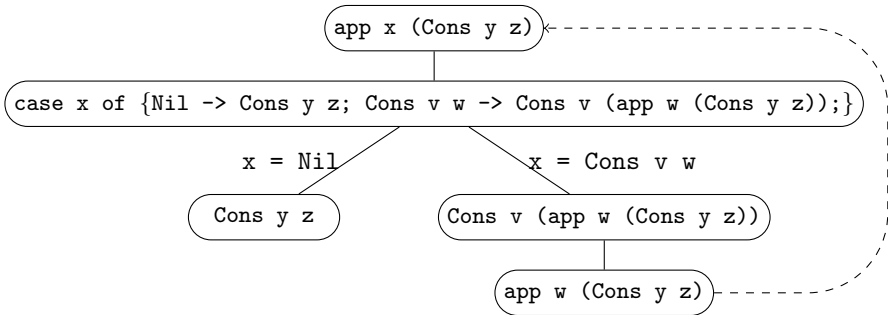 app x (Cons y z)
case x of {Nil -> Cons y z; Cons v w -> Cons v (app w (Cons y z));}
x = Nil
x = Cons v w
Cons y z
Cons v (app w (Cons y z))
app w (Cons y z)